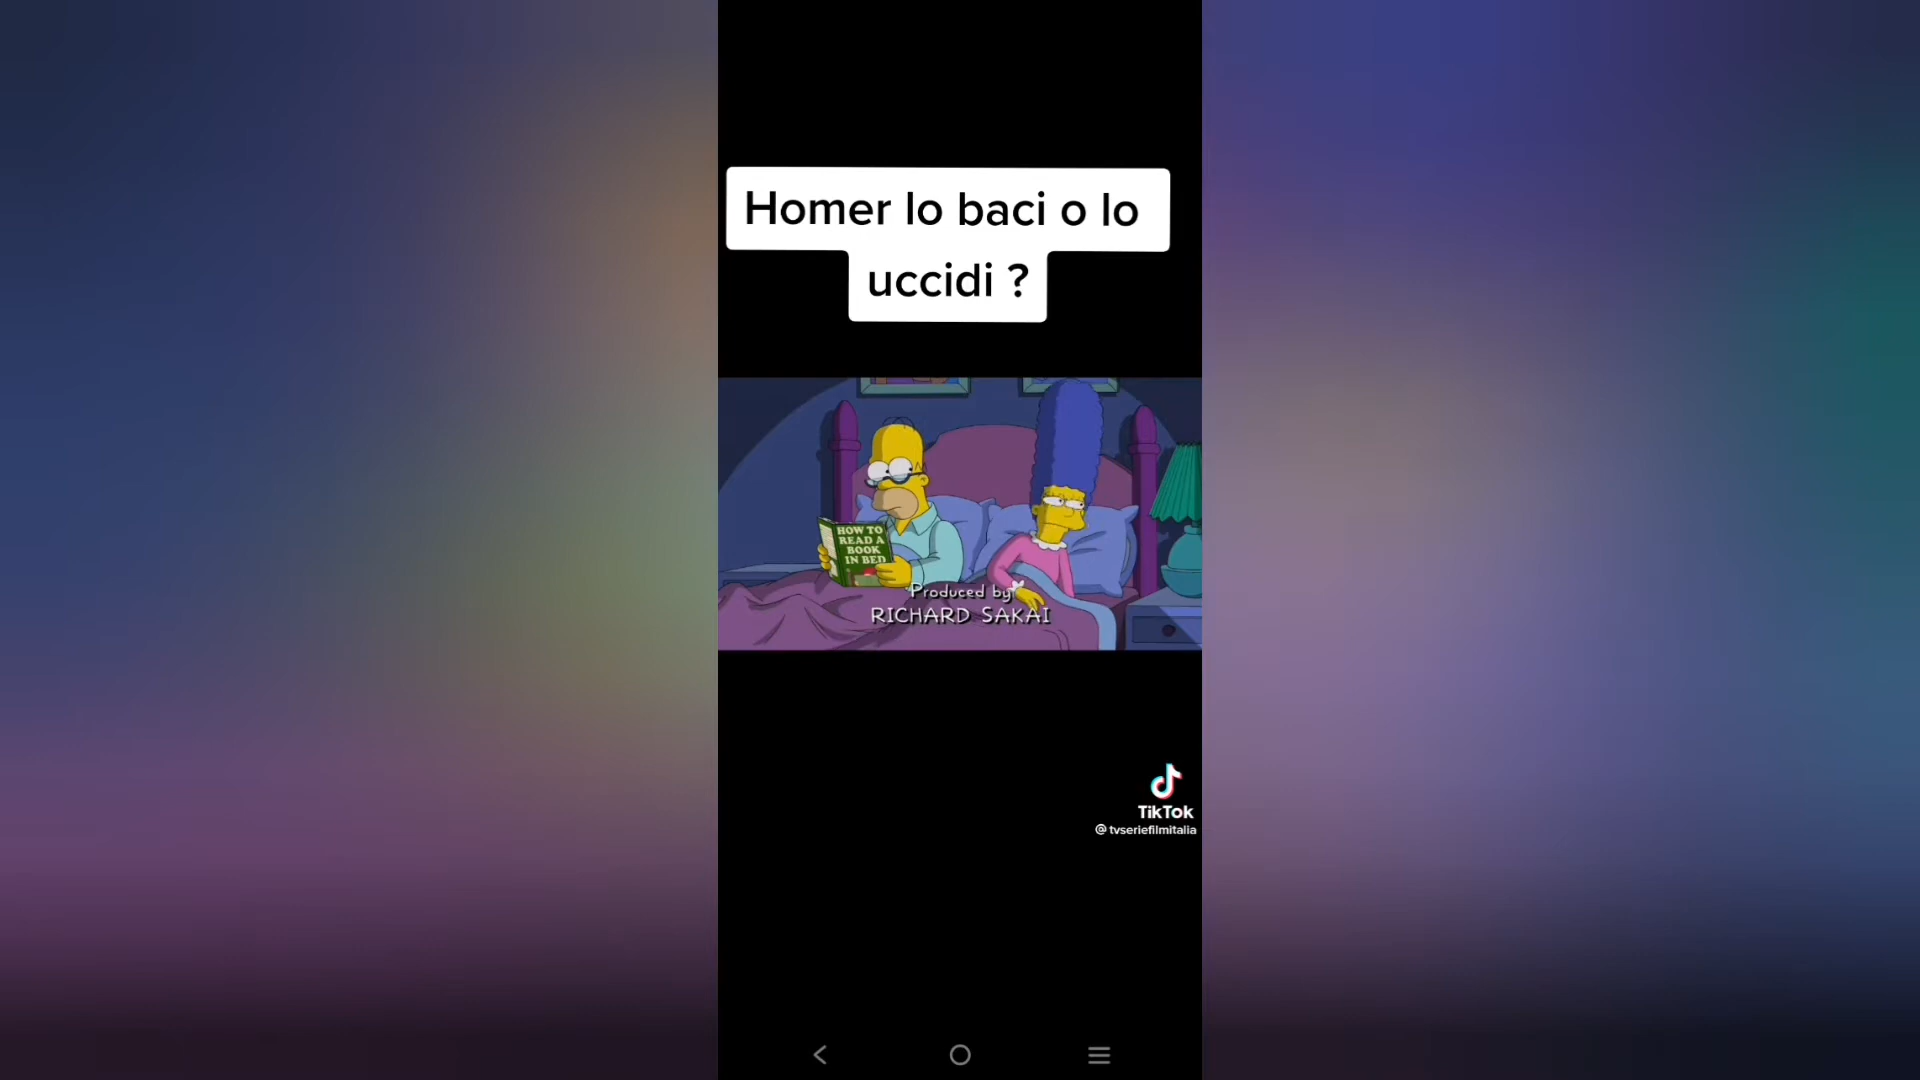 Homer lo baci o lo
uccidi ?
HOW TO
READ A
BOOK
IN BED
Produced by
RICHARD SAKAI
TikTok
@tvseriefilmitalia